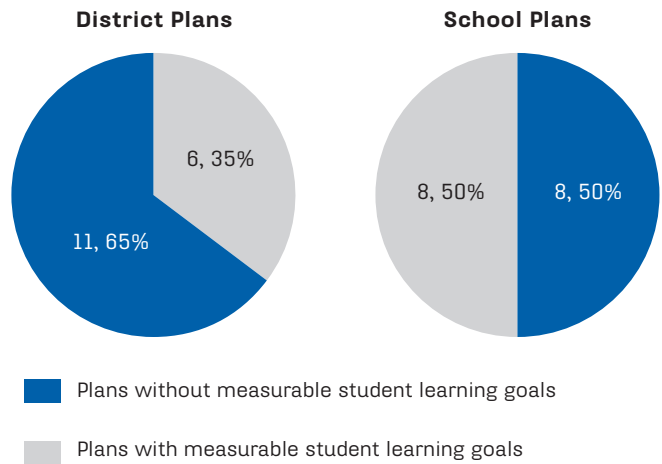 District Plans
School Plans
6, 35%
11, 65%
8, 50%
8, 50%
Plans without measurable student learning goals
Plans with measurable student learning goals